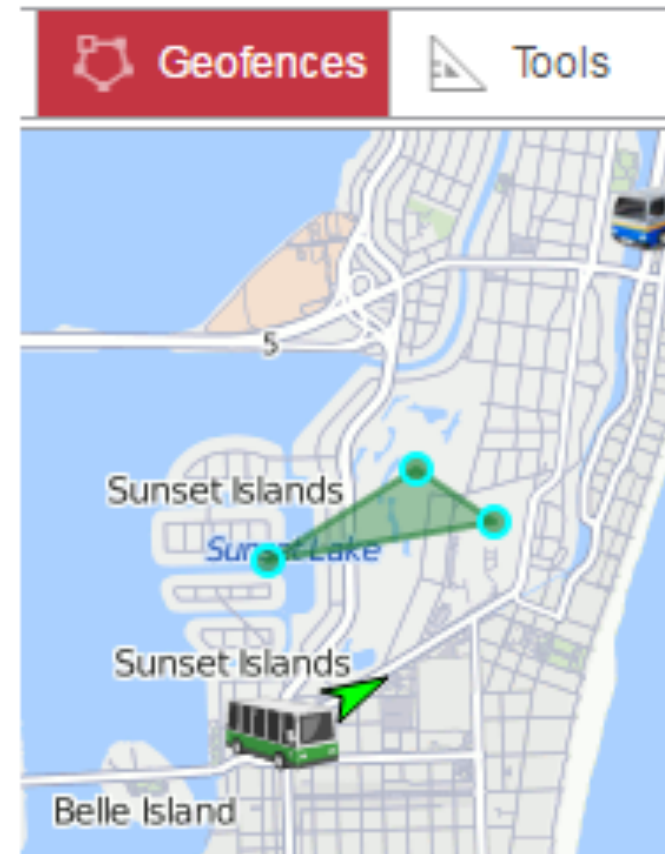 Geofences
Tools
5
Sunset Islands
Sunset Lake
Sunset Islands
Belle Island